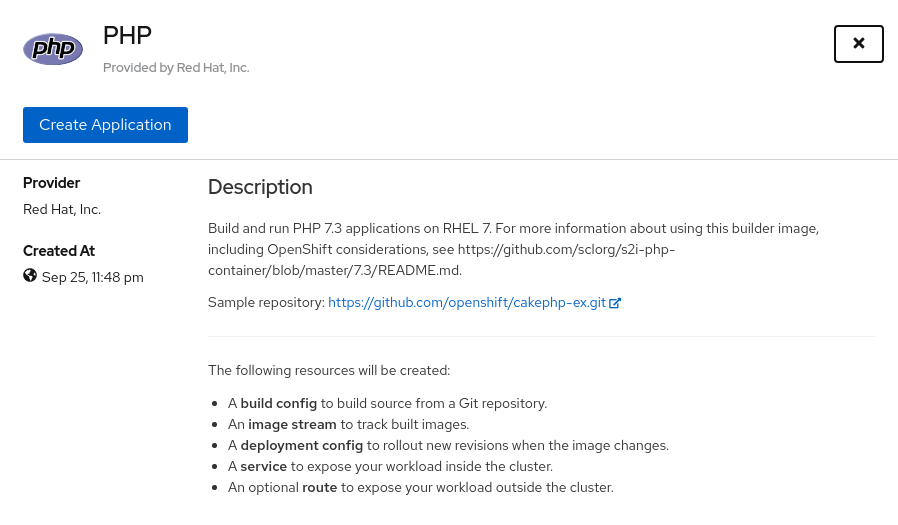 php
PHP
Provided by Red Hat, Inc.
Create Application
Provider
Red Hat, Inc.
Created At
Sep 25, 11:48 pm
Description
Build and run PHP 7.3 applications on RHEL 7. For more information about using this builder image,
including OpenShift considerations, see https://github.com/sclorg/s2i-php-
container/blob/master/7.3/README.md.
Sample repository: https://github.com/openshift/cakephp-ex.git
The following resources will be created:
• A build config to build source from a Git repository.
• An image stream to track built images.
• A deployment config to rollout new revisions when the image changes.
• A service to expose your workload inside the cluster.
• An optional route to expose your workload outside the cluster.